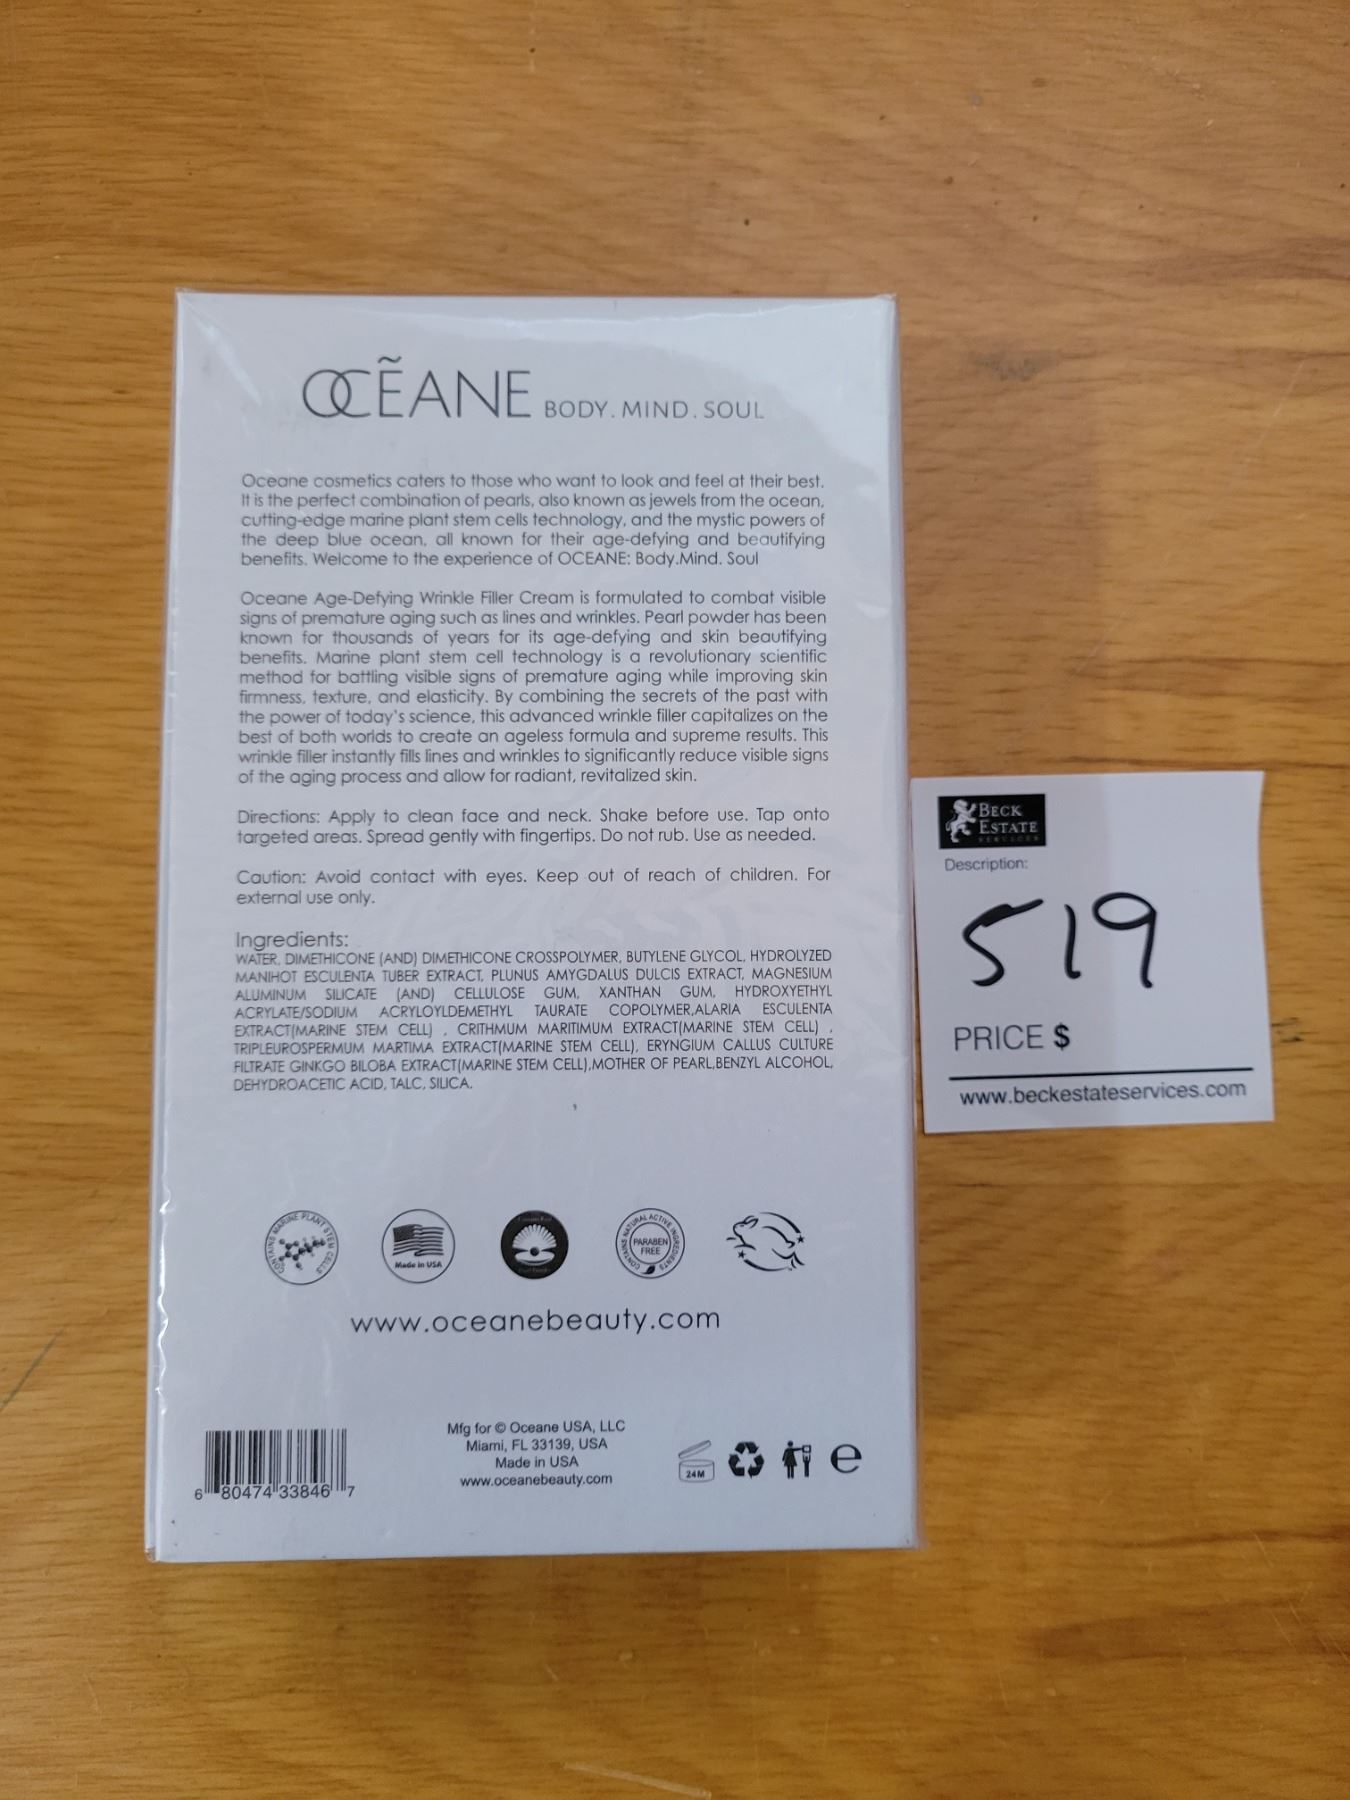 OCẼANE BODY. MIND. SOUL
Oceane cosmetics caters to those who want to look and feel at their best.
It is the perfect combination of pearls, also known as jewels from the ocean,
cutting-edge marine plant stem cells technology, and the mystic powers of
the deep blue ocean, all known for their age-defying and beautifying
benefits. Welcome to the experience of OCEANE: Body.Mind. Soul
Oceane Age-Defying Wrinkle Filler Cream is formulated to combat visible
signs of premature aging such as lines and wrinkles. Pearl powder has been
known for thousands of years for its age-defying and skin beautifying
benefits. Marine plant stem cell technology is a revolutionary scientific
method for battling visible signs of premature aging while improving skin
firmness, texture, and elasticity. By combining the secrets of the past with
the power of today's science, this advanced wrinkle filler capitalizes on the
best of both worlds to create an ageless formula and supreme results. This
wrinkle filler instantly fills lines and wrinkles to significantly reduce visible signs
of the aging process and allow for radiant, revitalized skin.
Directions: Apply to clean face and neck. Shake before use. Tap onto
targeted areas. Spread gently with fingertips. Do not rub. Use as needed.
Caution: Avoid contact with eyes. Keep out of reach of children. For
external use only.
Ingredients:
WATER, DIMETHICONE (AND) DIMETHICONE CROSSPOLYMER, BUTYLENE GLYCOL, HYDROLYZED
MANIHOT ESCULENTA TUBER EXTRACT, PLUNUS AMYGDALUS DULCIS EXTRACT, MAGNESIUM
ALUMINUM SILICATE (AND) CELLULOSE GUM, XANTHAN GUM, HYDROXYETHYL
ACRYLATE/SODIUM ACRYLOYLDEMETHYL TAURATE COPOLYMER,ALARIA ESCULENTA
EXTRACT(MARINE STEM CELL) , CRITHMUM MARITIMUM EXTRACT(MARINE STEM CELL) ,
TRIPLEUROSPERMUM MARTIMA EXTRACT(MARINE STEM CELL), ERYNGIUM CALLUS CULTURE
FILTRATE GINKGO BILOBA EXTRACT(MARINE STEM CELL),MOTHER OF PEARL,BENZYL ALCOHOL,
DEHYDROACETIC ACID, TALC, SILICA.
CONTAINS MARINE PLANT STEM CELLS
Made in USA
CONTAINS NATURAL ACTIVE INGREDIENTS
PARABEN
FREE
www.oceanebeauty.com
Mfg for © Oceane USA, LLC
Miami, FL 33139, USA
Made in USA
www.oceanebeauty.com
6 80474 33846 7
24M
e
BECK
ESTATE
SERVICES
Description:
519
PRICE $
www.beckestateservices.com